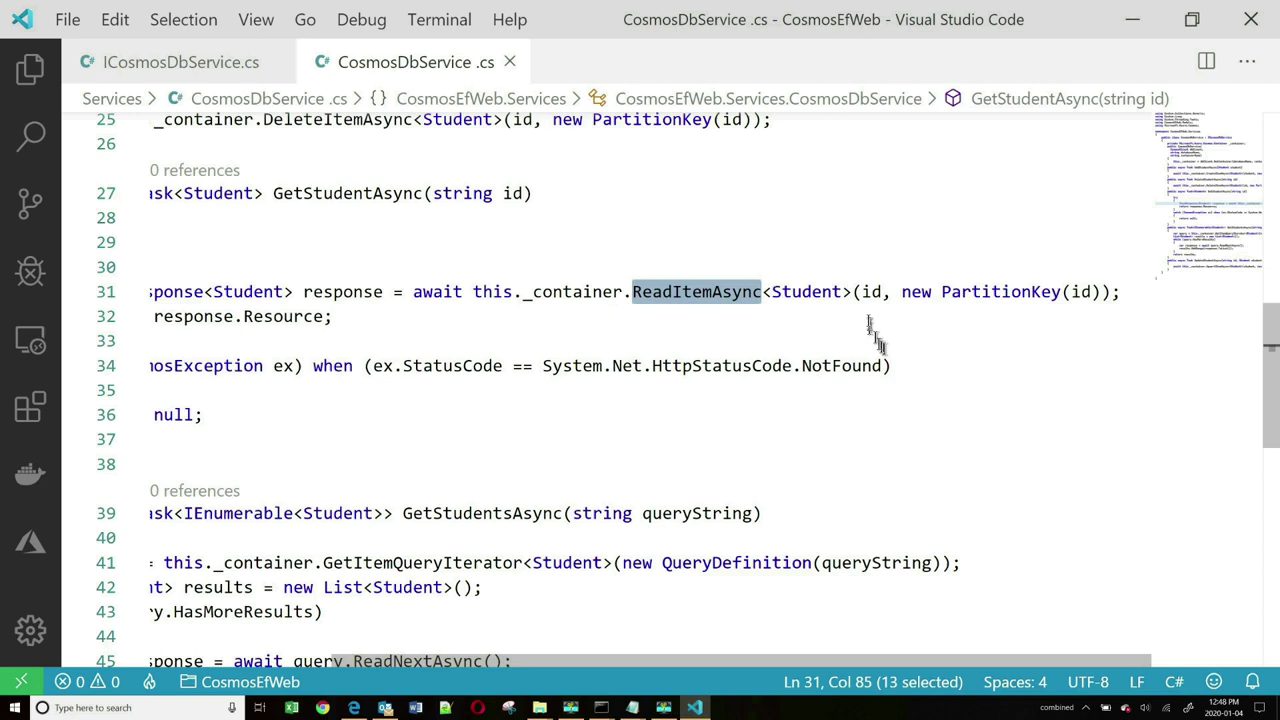 File Edit Selection View Go Debug Terminal Help CosmosDbService .cs - CosmosEfWeb - Visual Studio Code
ICosmosDbService.cs CosmosDbService .cs
Services > CosmosDbService .cs > {} CosmosEfWeb.Services > CosmosEfWeb.Services.CosmosDbService > GetStudentAsync(string id)
25 _container.DeleteItemAsync<Student>(id, new PartitionKey(id));
26
0 references
27 ask<Student> GetStudentAsync(string id)
28
29
30
31 sponse<Student> response = await this._container.ReadItemAsync<Student>(id, new PartitionKey(id));
32 response.Resource;
33
34 mosException ex) when (ex.StatusCode == System.Net.HttpStatusCode.NotFound)
35
36 null;
37
38
0 references
39 ask<IEnumerable<Student>> GetStudentsAsync(string queryString)
40
41 = this._container.GetItemQueryIterator<Student>(new QueryDefinition(queryString));
42 nt> results = new List<Student>();
43 ry.HasMoreResults)
44
45 sponse = await query.ReadNextAsync();
0 0 CosmosEfWeb Ln 31, Col 85 (13 selected) Spaces: 4 UTF-8 LF C#
Type here to search combined 12:48 PM
2020-01-04